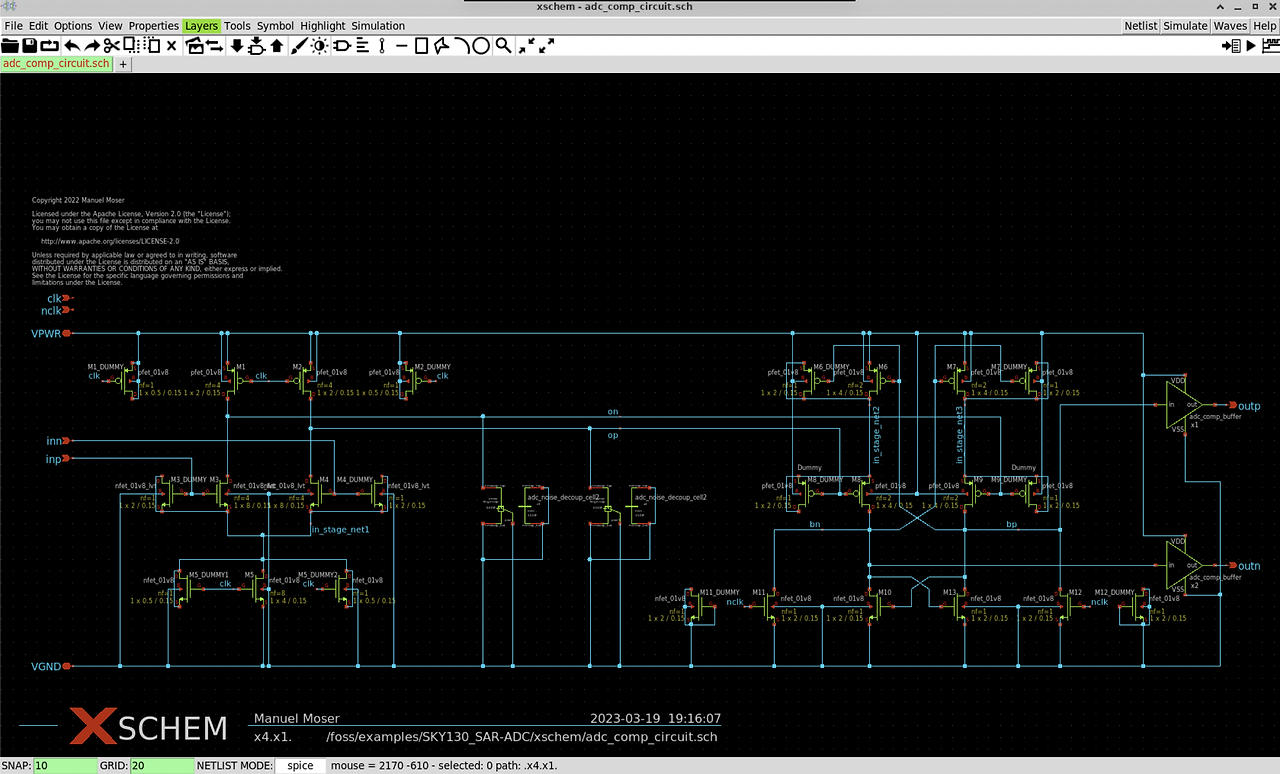 xschem - adc_comp_circuit.sch
File Edit Options View Properties Layers Tools Symbol Highlight Simulation Netlist Simulate Waves Help
adc_comp_circuit.sch +
Copyright 2022 Manuel Moser
Licensed under the Apache License, Version 2.0 (the "License");
you may not use this file except in compliance with the License.
You may obtain a copy of the License at
http://www.apache.org/licenses/LICENSE-2.0
Unless required by applicable law or agreed to in writing, software
distributed under the License is distributed on an "AS IS" BASIS,
WITHOUT WARRANTIES OR CONDITIONS OF ANY KIND, either express or implied.
See the License for the specific language governing permissions and
limitations under the License.
clk
nclk
VPWR
M1_DUMMY pfet_01v8 pfet_01v8 M1 M2 pfet_01v8 pfet_01v8 M2_DUMMY
clk clk clk
nf=1 nf=4 nf=4 nf=1
1 x 0.5 / 0.15 1 x 2 / 0.15 1 x 2 / 0.15 1 x 0.5 / 0.15
pfet_01v8 M6_DUMMY pfet_01v8 M6 M7 pfet_01v8 M7_DUMMY pfet_01v8
nf=1 nf=2 nf=2 nf=1
1 x 2 / 0.15 1 x 4 / 0.15 1 x 4 / 0.15 1 x 2 / 0.15
VDD
in out
adc_comp_buffer
x1
VSS
outp
on
op
in_stage_net2
in_stage_net3
inn
inp
nfet_01v8_lvt M3_DUMMY M3 M4 M4_DUMMY nfet_01v8_lvt
nf=1 nf=4 nf=4 nf=1
1 x 2 / 0.15 1 x 8 / 0.15 1 x 8 / 0.15 1 x 2 / 0.15
in_stage_net1
adc_noise_decoup_cell2
adc_noise_decoup_cell2
Dummy Dummy
pfet_01v8 M8_DUMMY M8 M9 M9_DUMMY pfet_01v8
nf=1 nf=2 nf=2 nf=1
1 x 2 / 0.15 1 x 4 / 0.15 1 x 4 / 0.15 1 x 2 / 0.15
bn bp
VDD
in out
adc_comp_buffer
x2
VSS
outn
nfet_01v8 M5_DUMMY1 M5 nfet_01v8 M5_DUMMY2 nfet_01v8
clk clk
nf=1 nf=8 nf=1
1 x 0.5 / 0.15 1 x 4 / 0.15 1 x 0.5 / 0.15
nfet_01v8 M11_DUMMY M11 nfet_01v8 nfet_01v8 M10 M13 nfet_01v8 nfet_01v8 M12 M12_DUMMY nfet_01v8
nclk nclk
nf=1 nf=1 nf=1 nf=1 nf=1 nf=1
1 x 2 / 0.15 1 x 2 / 0.15 1 x 2 / 0.15 1 x 2 / 0.15 1 x 2 / 0.15 1 x 2 / 0.15
VGND
XSCHEM
Manuel Moser 2023-03-19 19:16:07
x4.x1. /foss/examples/SKY130_SAR-ADC/xschem/adc_comp_circuit.sch
SNAP: 10 GRID: 20 NETLIST MODE: spice mouse = 2170 -610 - selected: 0 path: .x4.x1.